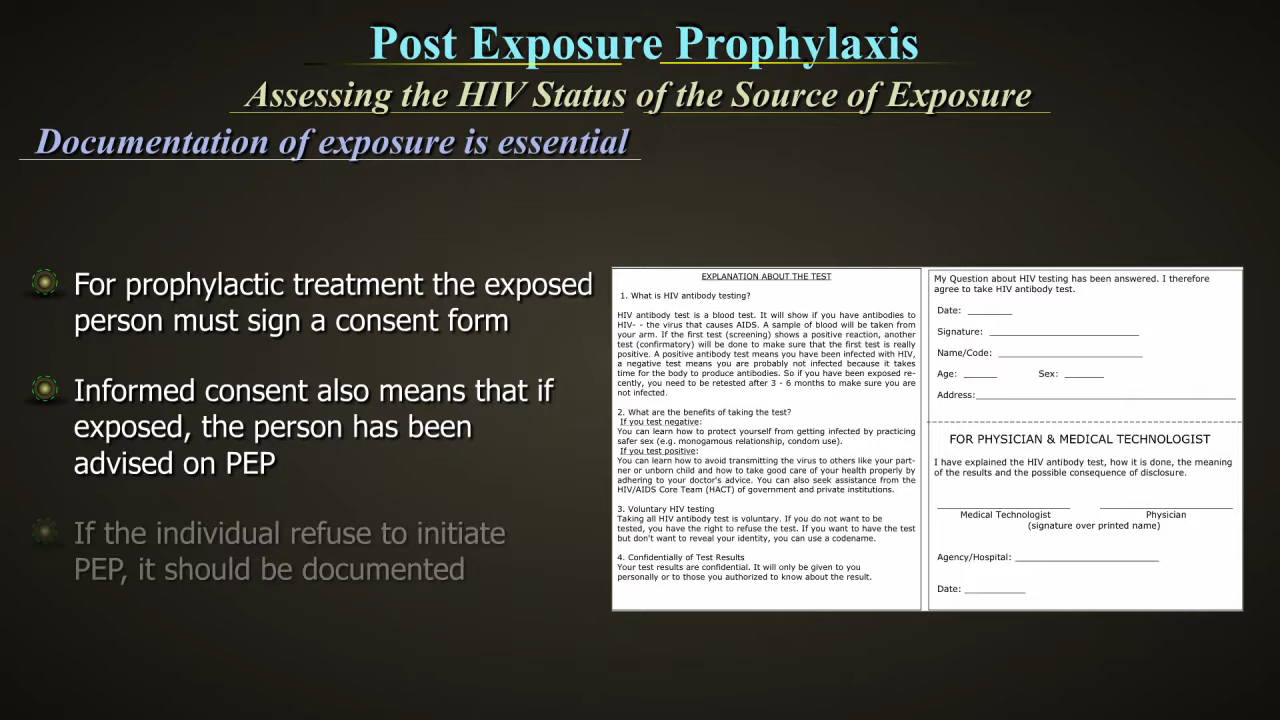 Post Exposure Prophylaxis
Assessing the HIV Status of the Source of Exposure
Documentation of exposure is essential
For prophylactic treatment the exposed
person must sign a consent form
Informed consent also means that if
exposed, the person has been
advised on PEP
If the individual refuse to initiate
PEP, it should be documented
EXPLANATION ABOUT THE TEST
1. What is HIV antibody testing?
HIV antibody test is a blood test. It will show if you have antibodies to
HIV- - the virus that causes AIDS. A sample of blood will be taken from
your arm. If the first test (screening) shows a positive reaction, another
test (confirmatory) will be done to make sure that the first test is really
positive. A positive antibody test means you have been infected with HIV,
a negative test means you are probably not infected because it takes
time for the body to produce antibodies. So if you have been exposed re-
cently, you need to be retested after 3 - 6 months to make sure you are
not infected.
2. What are the benefits of taking the test?
If you test negative:
You can learn how to protect yourself from getting infected by practicing
safer sex (e.g. monogamous relationship, condom use).
If you test positive:
You can learn how to avoid transmitting the virus to others like your part-
ner or unborn child and how to take good care of your health properly by
adhering to your doctor's advice. You can also seek assistance from the
HIV/AIDS Core Team (HACT) of government and private institutions.
3. Voluntary HIV testing
Taking all HIV antibody test is voluntary. If you do not want to be
tested, you have the right to refuse the test. If you want to have the test
but don't want to reveal your identity, you can use a codename.
4. Confidentially of Test Results
Your test results are confidential. It will only be given to you
personally or to those you authorized to know about the result.
My Question about HIV testing has been answered. I therefore
agree to take HIV antibody test.
Date: ________
Signature: ___________________________
Name/Code: __________________________
Age: ______ Sex: _______
Address:_______________________________________________
FOR PHYSICIAN & MEDICAL TECHNOLOGIST
I have explained the HIV antibody test, how it is done, the meaning
of the results and the possible consequence of disclosure.
Medical Technologist Physician
(signature over printed name)
Agency/Hospital: __________________________
Date: ___________